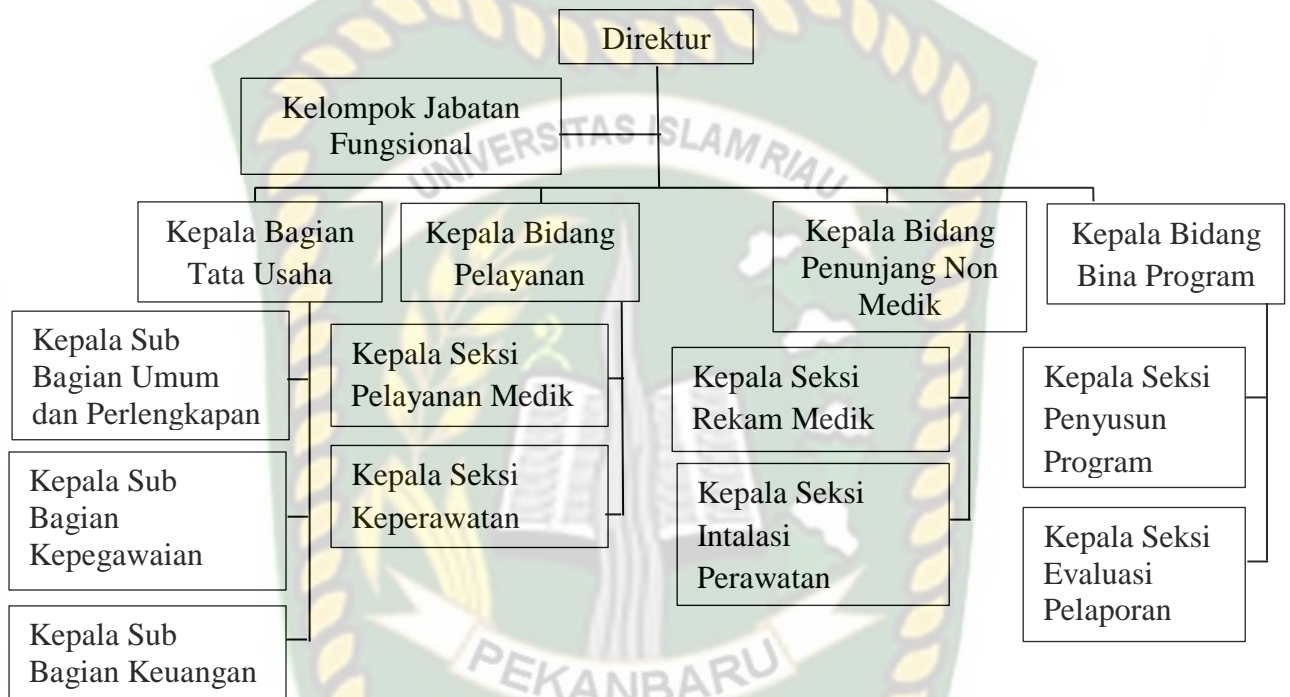 Direktur
Kelompok Jabatan
Fungsional
UNIVERSITAS ISLAM RIAU
Kepala Bagian
Tata Usaha
Kepala Bidang
Pelayanan
Kepala Bidang
Penunjang Non
Medik
Kepala Bidang
Bina Program
Kepala Sub
Bagian Umum
dan Perlengkapan
Kepala Sub
Bagian
Kepegawaian
Kepala Sub
Bagian Keuangan
Kepala Seksi
Pelayanan Medik
Kepala Seksi
Keperawatan
Kepala Seksi
Rekam Medik
Kepala Seksi
Intalasi
Perawatan
Kepala Seksi
Penyusun
Program
Kepala Seksi
Evaluasi
Pelaporan
PEKANBARU